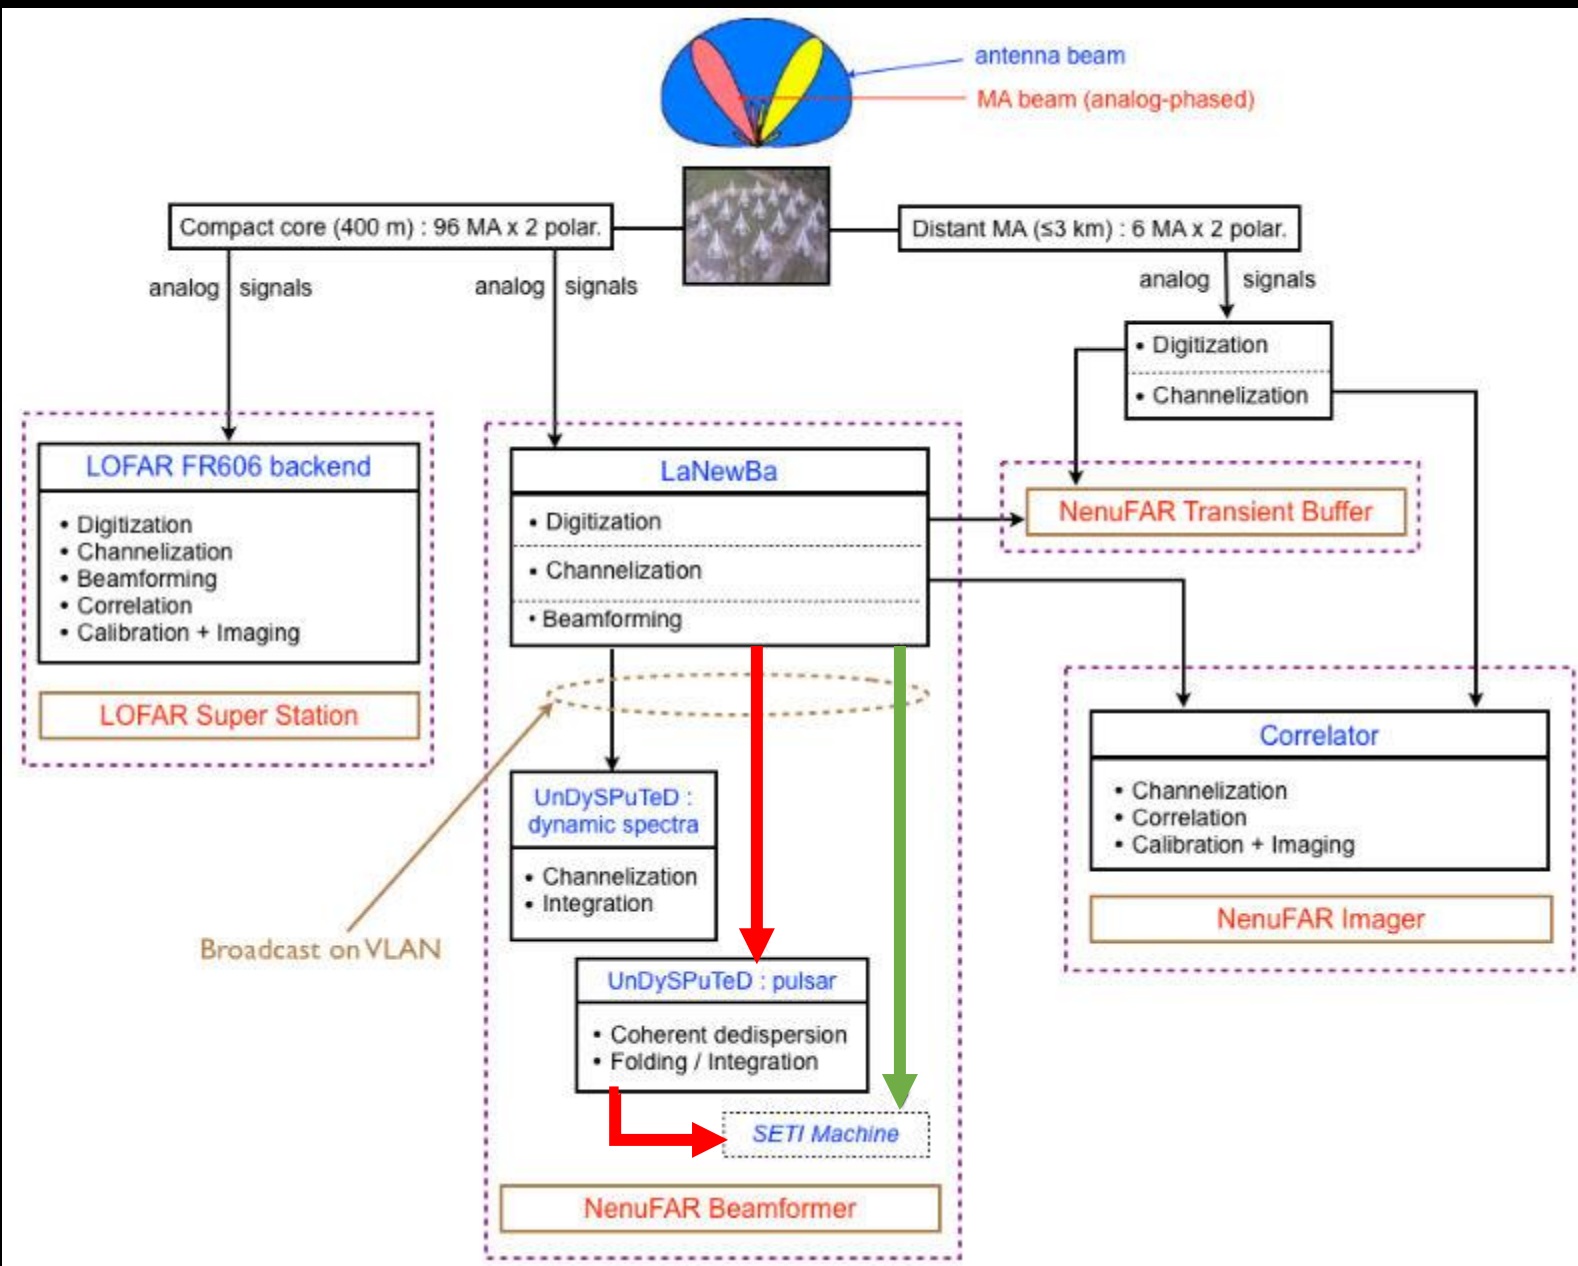 antenna beam
MA beam (analog-phased)
Compact core (400 m) : 96 MA x 2 polar.
Distant MA (≤3 km) : 6 MA x 2 polar.
analog signals
analog signals
analog signals
• Digitization
• Channelization
LOFAR FR606 backend
• Digitization
• Channelization
• Beamforming
• Correlation
• Calibration + Imaging
LOFAR Super Station
LaNewBa
• Digitization
• Channelization
• Beamforming
NenuFAR Transient Buffer
Correlator
• Channelization
• Correlation
• Calibration + Imaging
NenuFAR Imager
UnDySPuTeD :
dynamic spectra
• Channelization
• Integration
Broadcast on VLAN
UnDySPuTeD : pulsar
• Coherent dedispersion
• Folding / Integration
SETI Machine
NenuFAR Beamformer